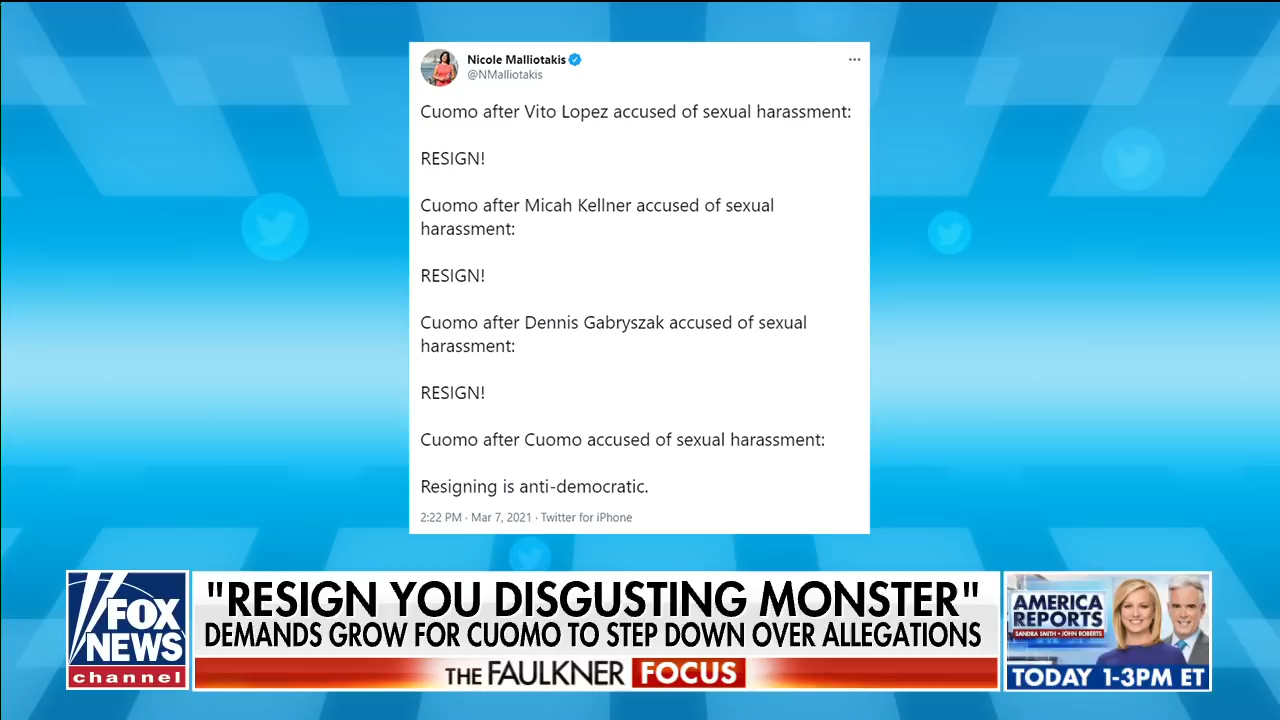 Nicole Malliotakis
@NMalliotakis
Cuomo after Vito Lopez accused of sexual harassment:
RESIGN!
Cuomo after Micah Kellner accused of sexual
harassment:
RESIGN!
Cuomo after Dennis Gabryszak accused of sexual
harassment:
RESIGN!
Cuomo after Cuomo accused of sexual harassment:
Resigning is anti-democratic.
2:22 PM · Mar 7, 2021 · Twitter for iPhone
FOX
NEWS
channel
"RESIGN YOU DISGUSTING MONSTER"
DEMANDS GROW FOR CUOMO TO STEP DOWN OVER ALLEGATIONS
THE FAULKNER FOCUS
AMERICA
REPORTS
SANDRA SMITH • JOHN ROBERTS
TODAY 1-3PM ET